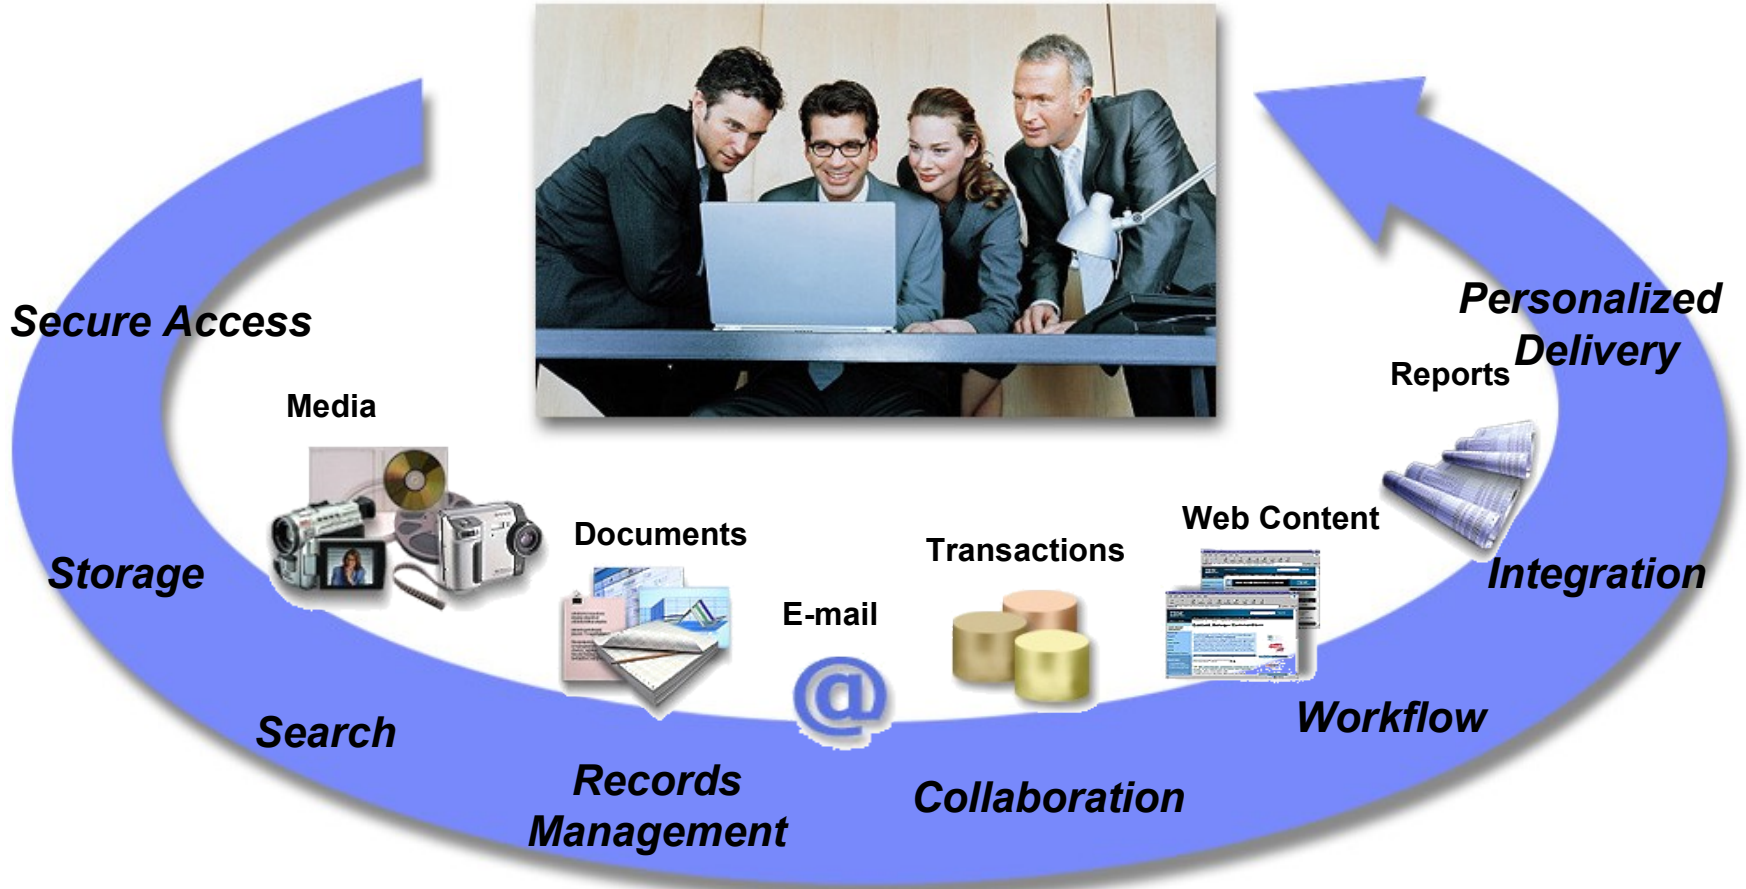 Secure Access
Personalized
Delivery
Reports
Media
Web Content
Documents
Transactions
Storage
Integration
E-mail
@
Search
Workflow
Records
Management
Collaboration